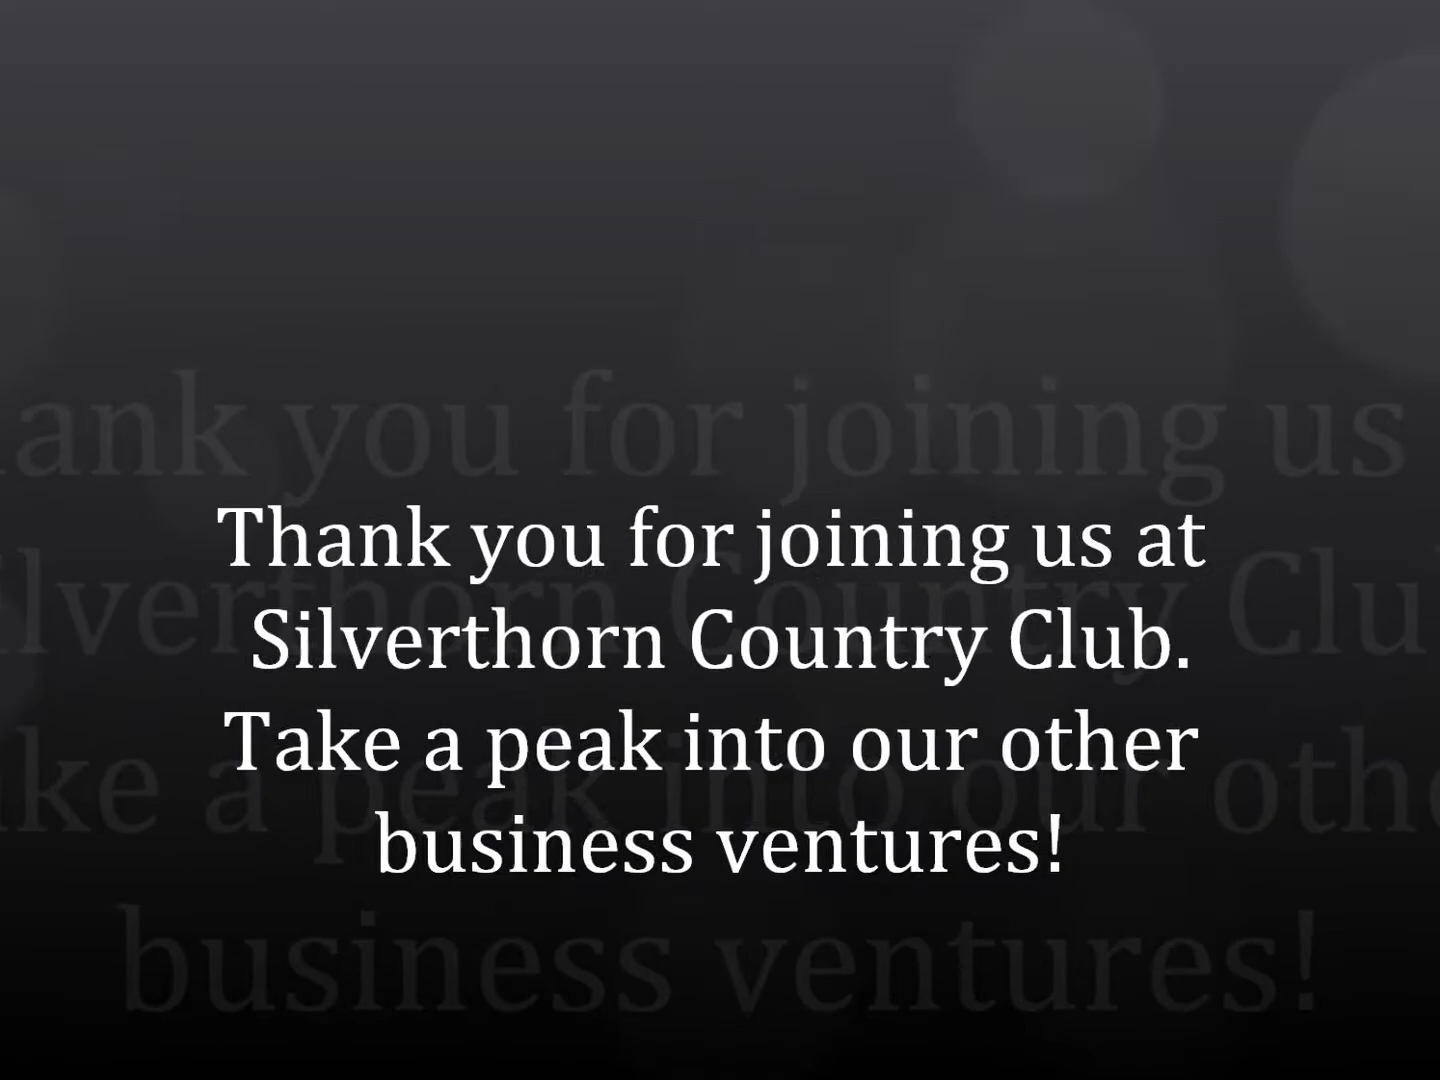 Thank you for joining us at
Silverthorn Country Club.
Take a peak into our other
business ventures!